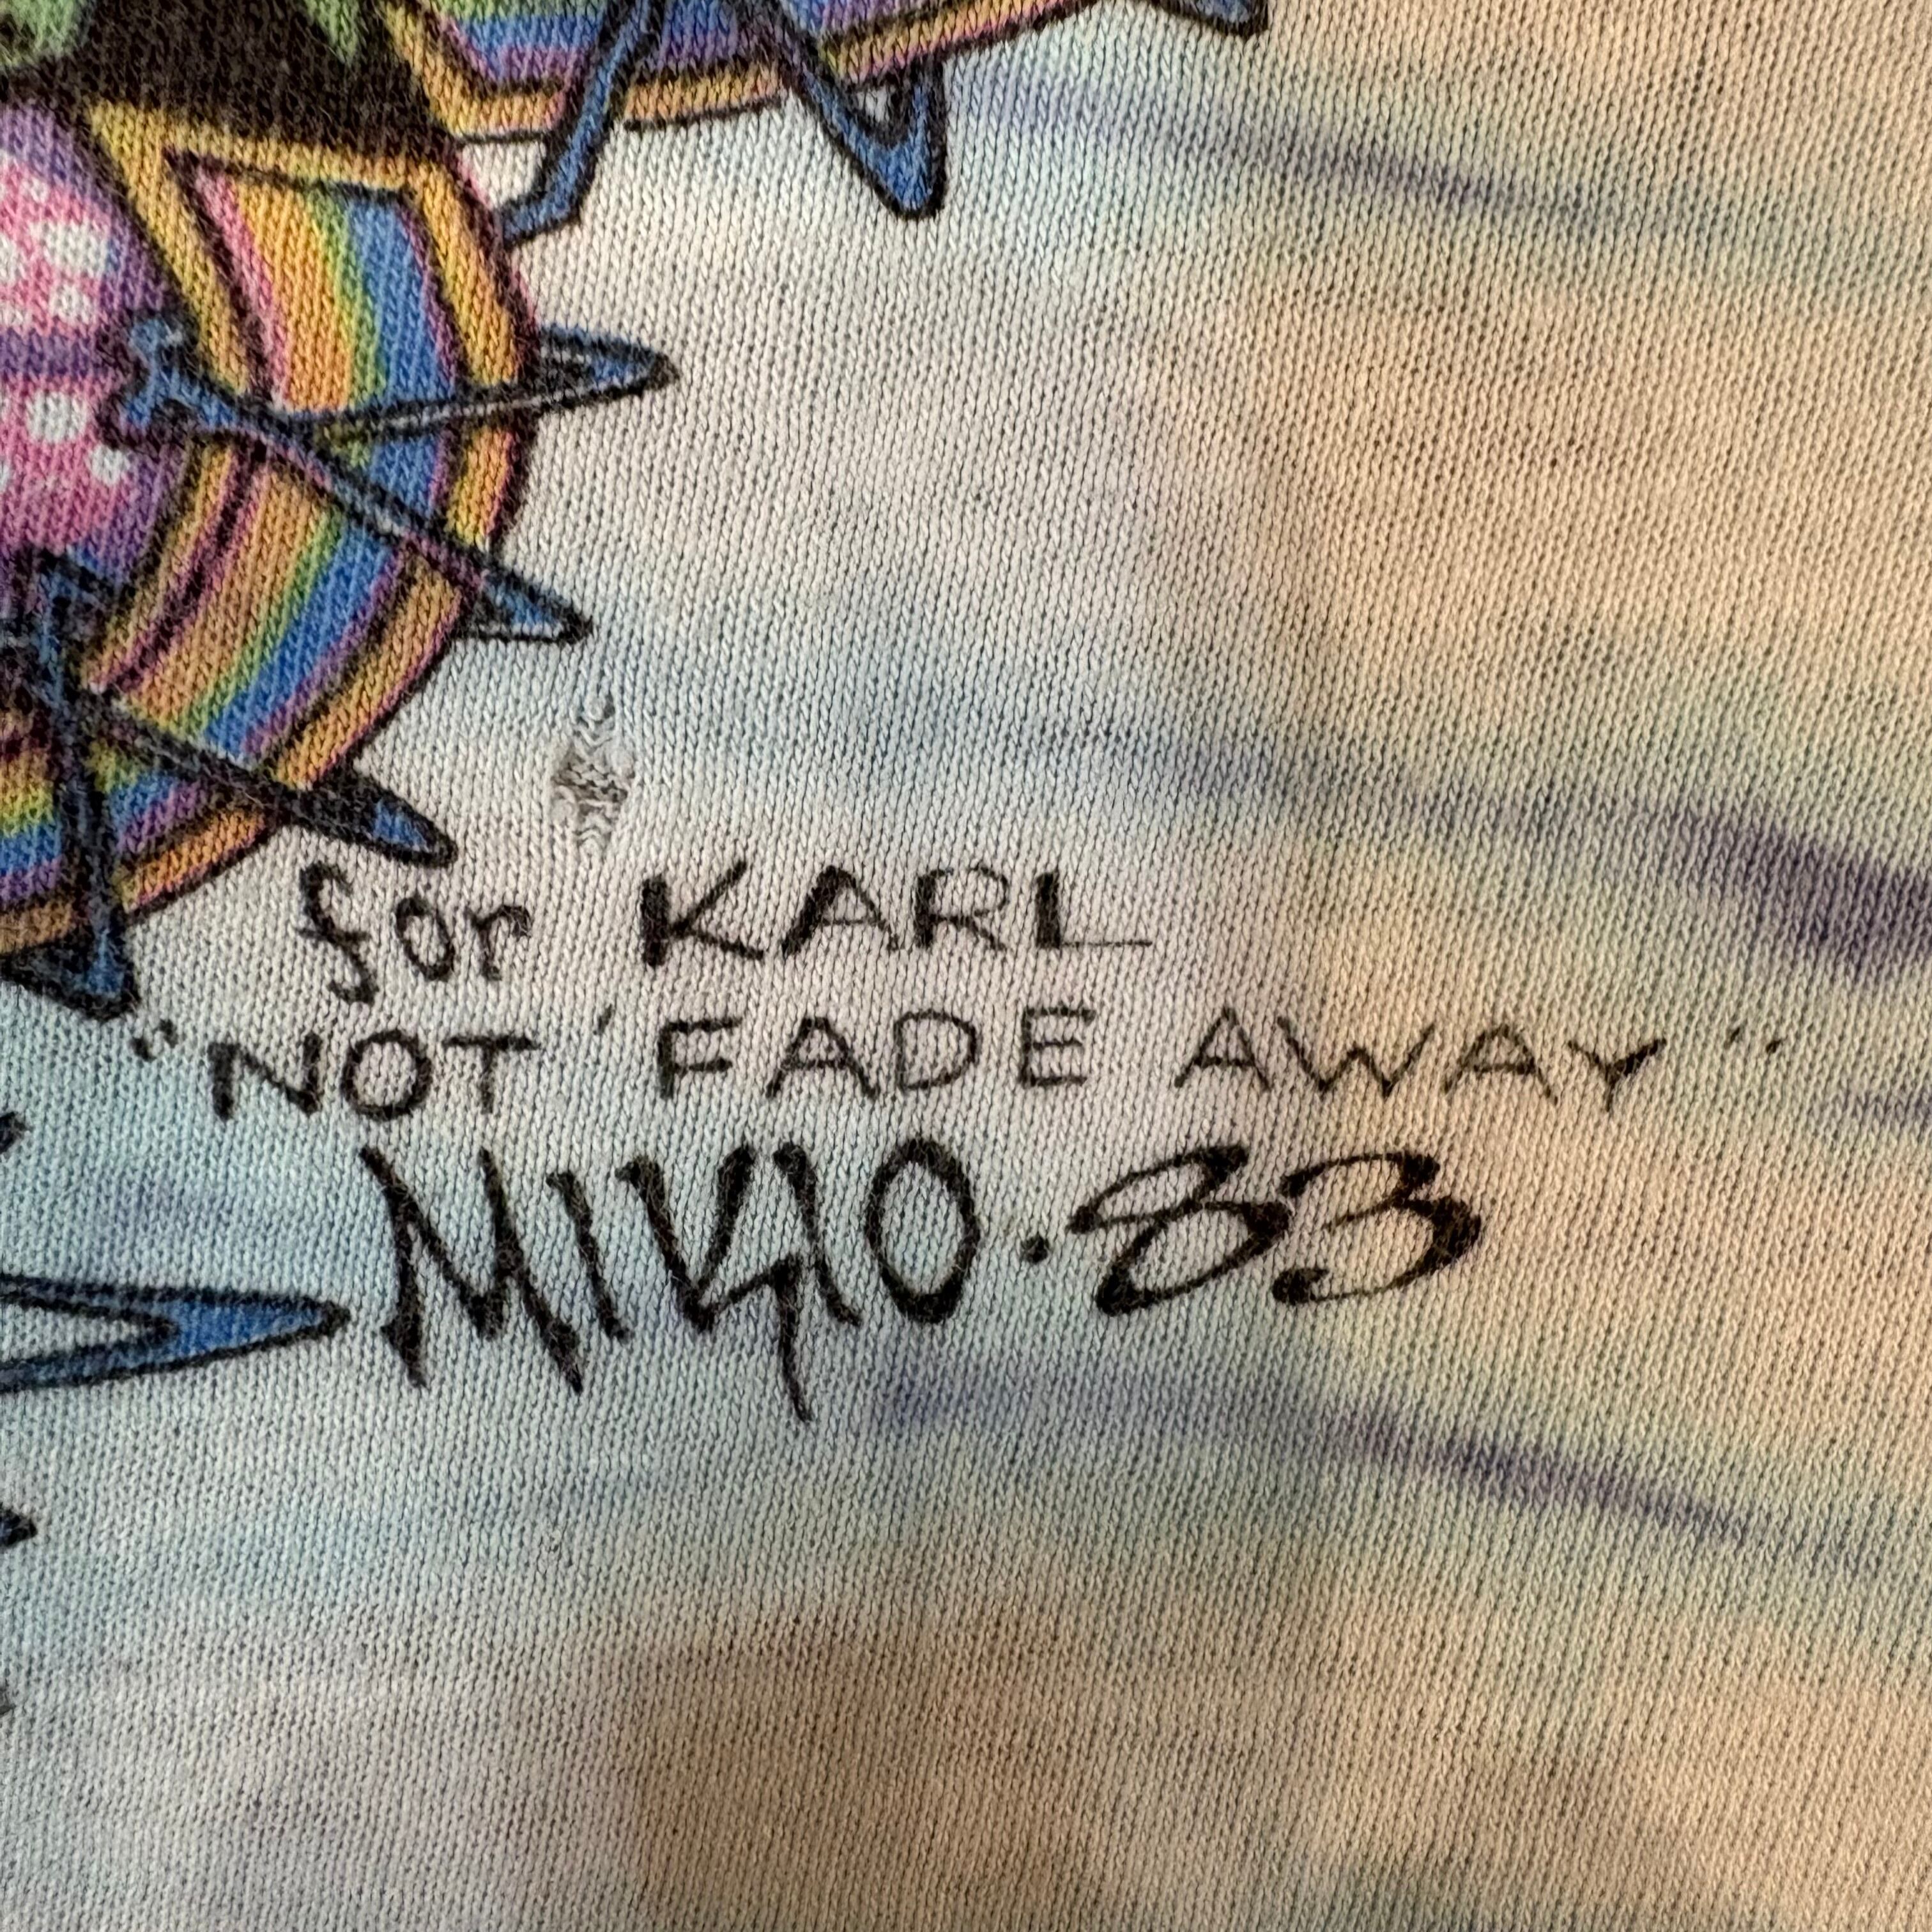 for KARL
"NOT 'FADE AWAY"
MIKIO · 83